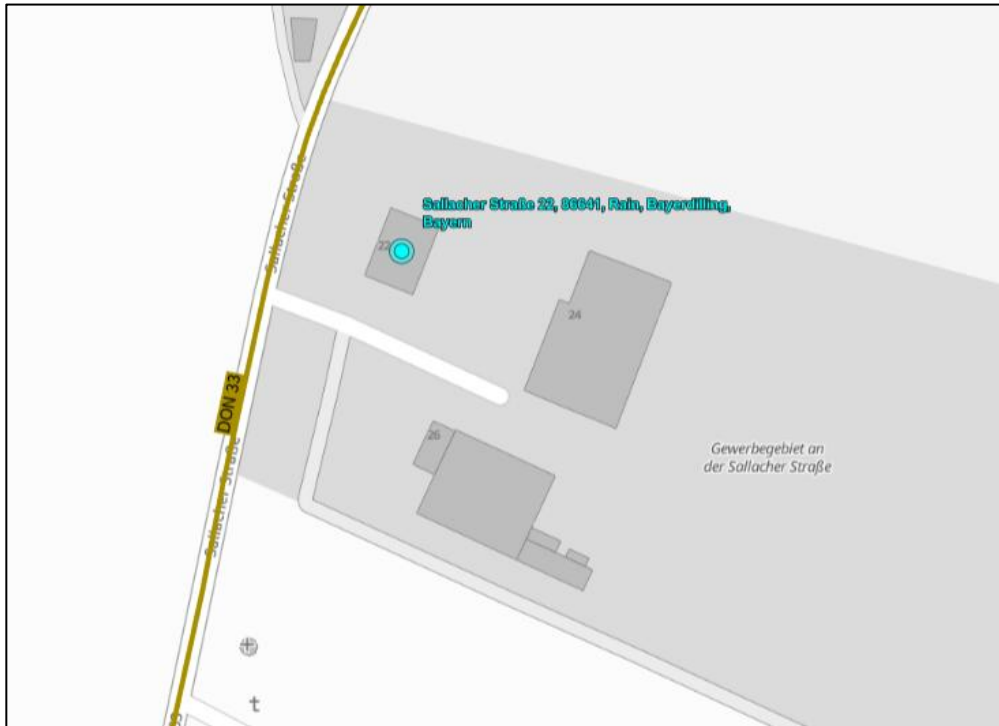 Sallacher Straße
Sallacher Straße 22, 86641, Rain, Bayerdilling,
Bayern
22
24
DON 33
26
Gewerbegebiet an
der Sallacher Straße
Sallacher Straße